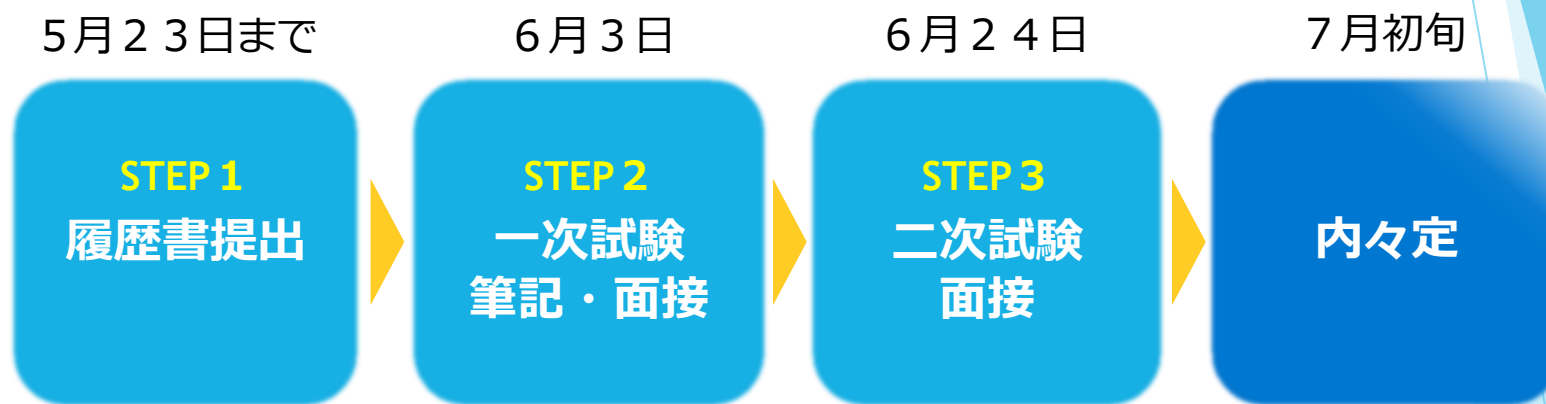 5月23日まで
6月3日
6月24日
7月初旬
STEP1
履歴書提出
STEP2
一次試験
筆記・面接
STEP3
二次試験
面接
内々定